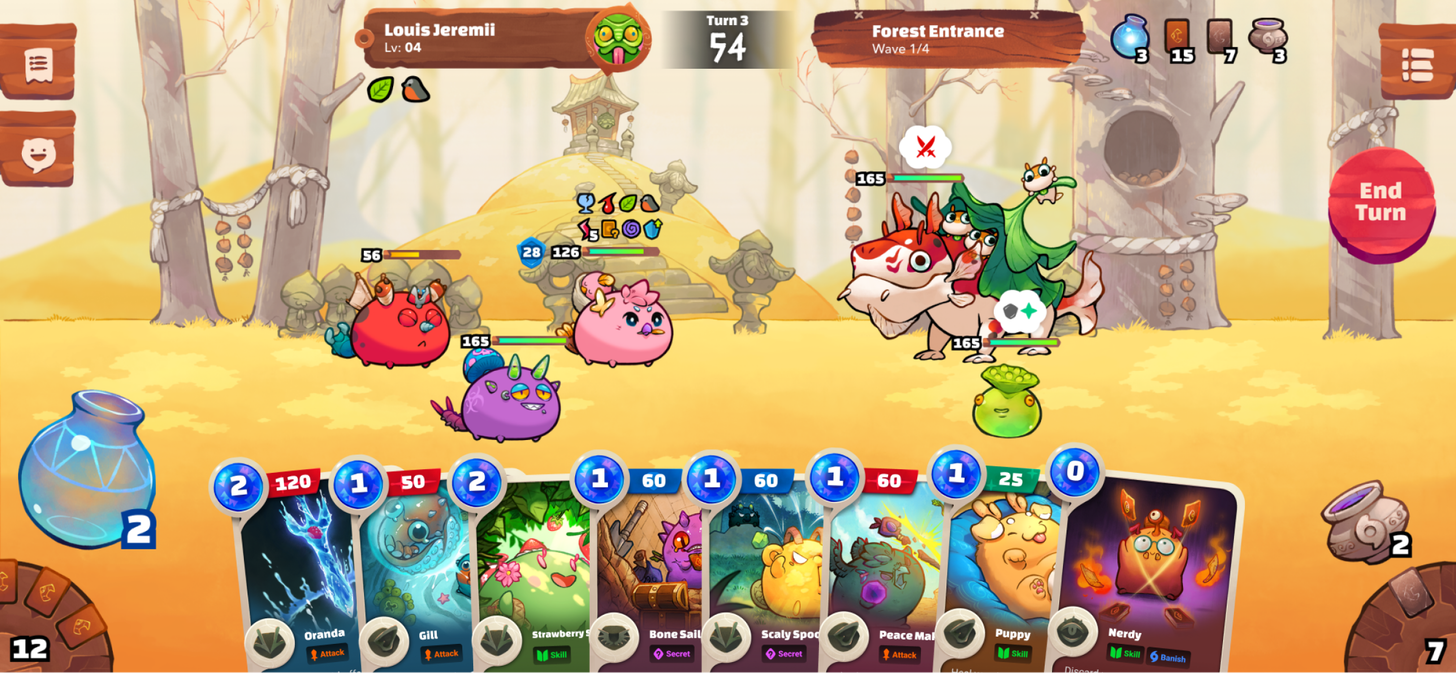 Louis Jeremii
Lv: 04
Turn 3
54
Forest Entrance
Wave 1/4
3
15
7
3
End
Turn
165
56
28
126
5
165
165
2
2
12
7
2
120
Oranda
Attack
1
50
Gill
Attack
2
Strawberry S
Skill
1
60
Bone Sail
Secret
1
60
Scaly Spoo
Secret
1
60
Peace Mak
Attack
1
25
Puppy
Skill
0
Nerdy
Skill
Banish
Discard